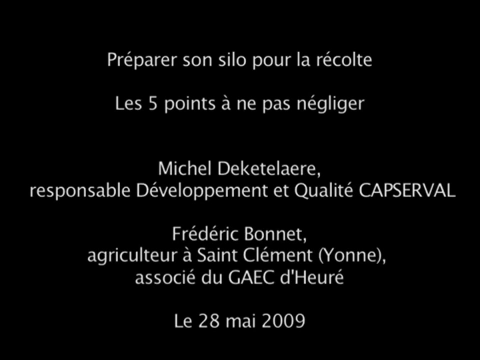 Préparer son silo pour la récolte
Les 5 points à ne pas négliger
Michel Deketelaere,
responsable Développement et Qualité CAPSERVAL
Frédéric Bonnet,
agriculteur à Saint Clément (Yonne),
associé du GAEC d'Heuré
Le 28 mai 2009